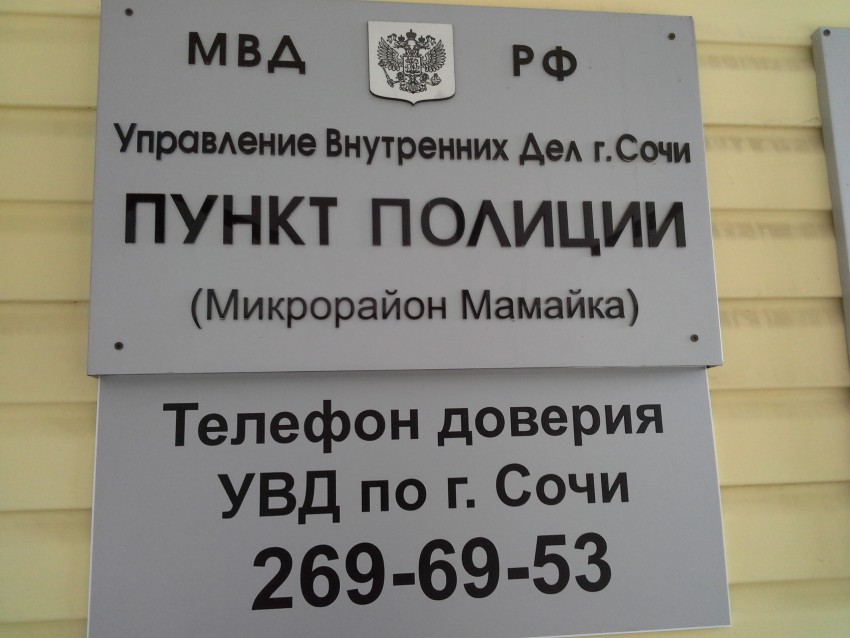 МВД РФ
Управление Внутренних Дел г.Сочи
ПУНКТ ПОЛИЦИИ
(Микрорайон Мамайка)
Телефон доверия
УВД по г. Сочи
269-69-53